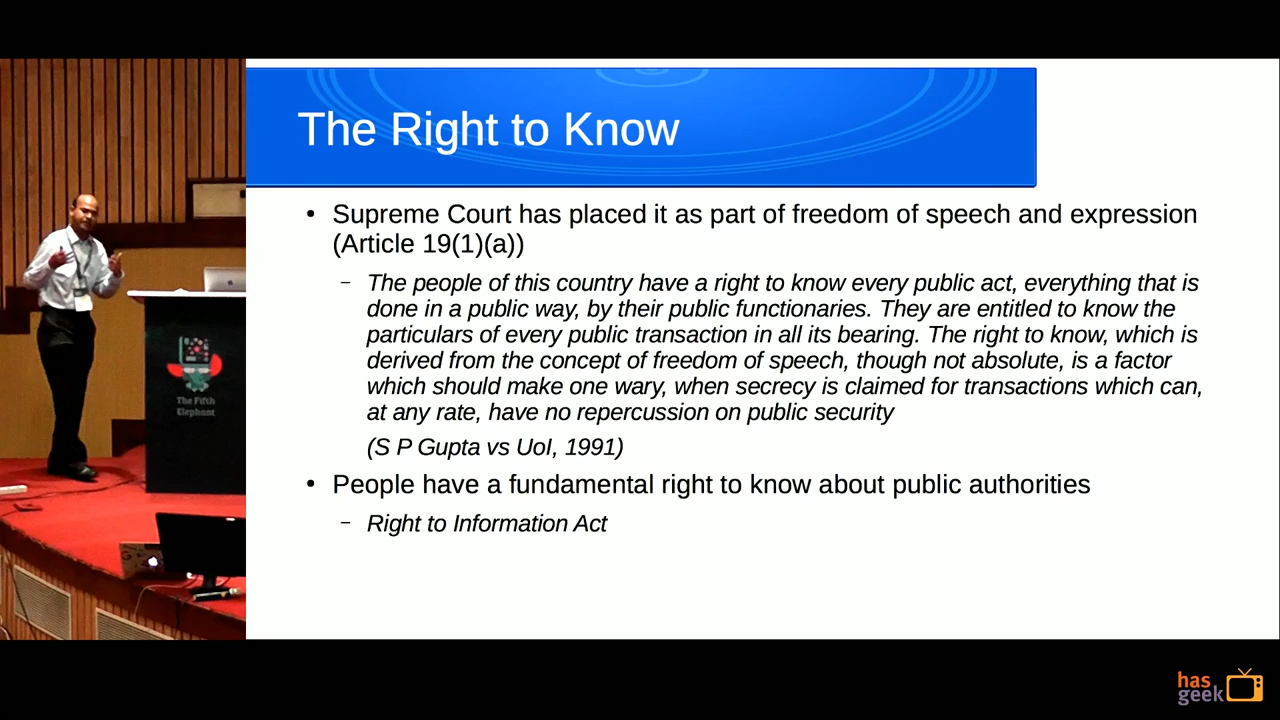 The Right to Know
• Supreme Court has placed it as part of freedom of speech and expression
(Article 19(1)(a))
– The people of this country have a right to know every public act, everything that is
done in a public way, by their public functionaries. They are entitled to know the
particulars of every public transaction in all its bearing. The right to know, which is
derived from the concept of freedom of speech, though not absolute, is a factor
which should make one wary, when secrecy is claimed for transactions which can,
at any rate, have no repercussion on public security
(S P Gupta vs UoI, 1991)
• People have a fundamental right to know about public authorities
– Right to Information Act
The Fifth
Elephant
has
geek